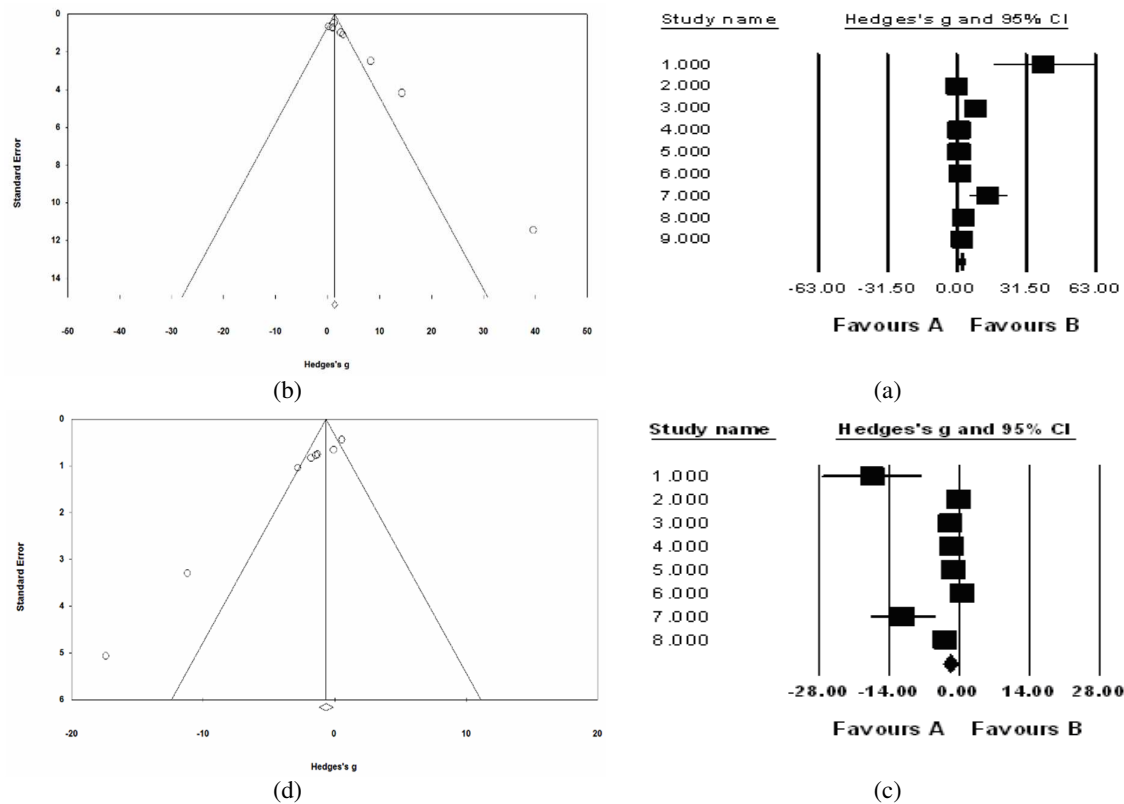 0
2
4
6
8
10
12
14
Standard Error
-50 -40 -30 -20 -10 0 10 20 30 40 50
Hedges's g
(b)
Study name Hedges's g and 95% CI
1.000
2.000
3.000
4.000
5.000
6.000
7.000
8.000
9.000
-63.00 -31.50 0.00 31.50 63.00
Favours A Favours B
(a)
0
1
2
3
4
5
6
Standard Error
-20 -10 0 10 20
Hedges's g
(d)
Study name Hedges's g and 95% CI
1.000
2.000
3.000
4.000
5.000
6.000
7.000
8.000
-28.00 -14.00 0.00 14.00 28.00
Favours A Favours B
(c)